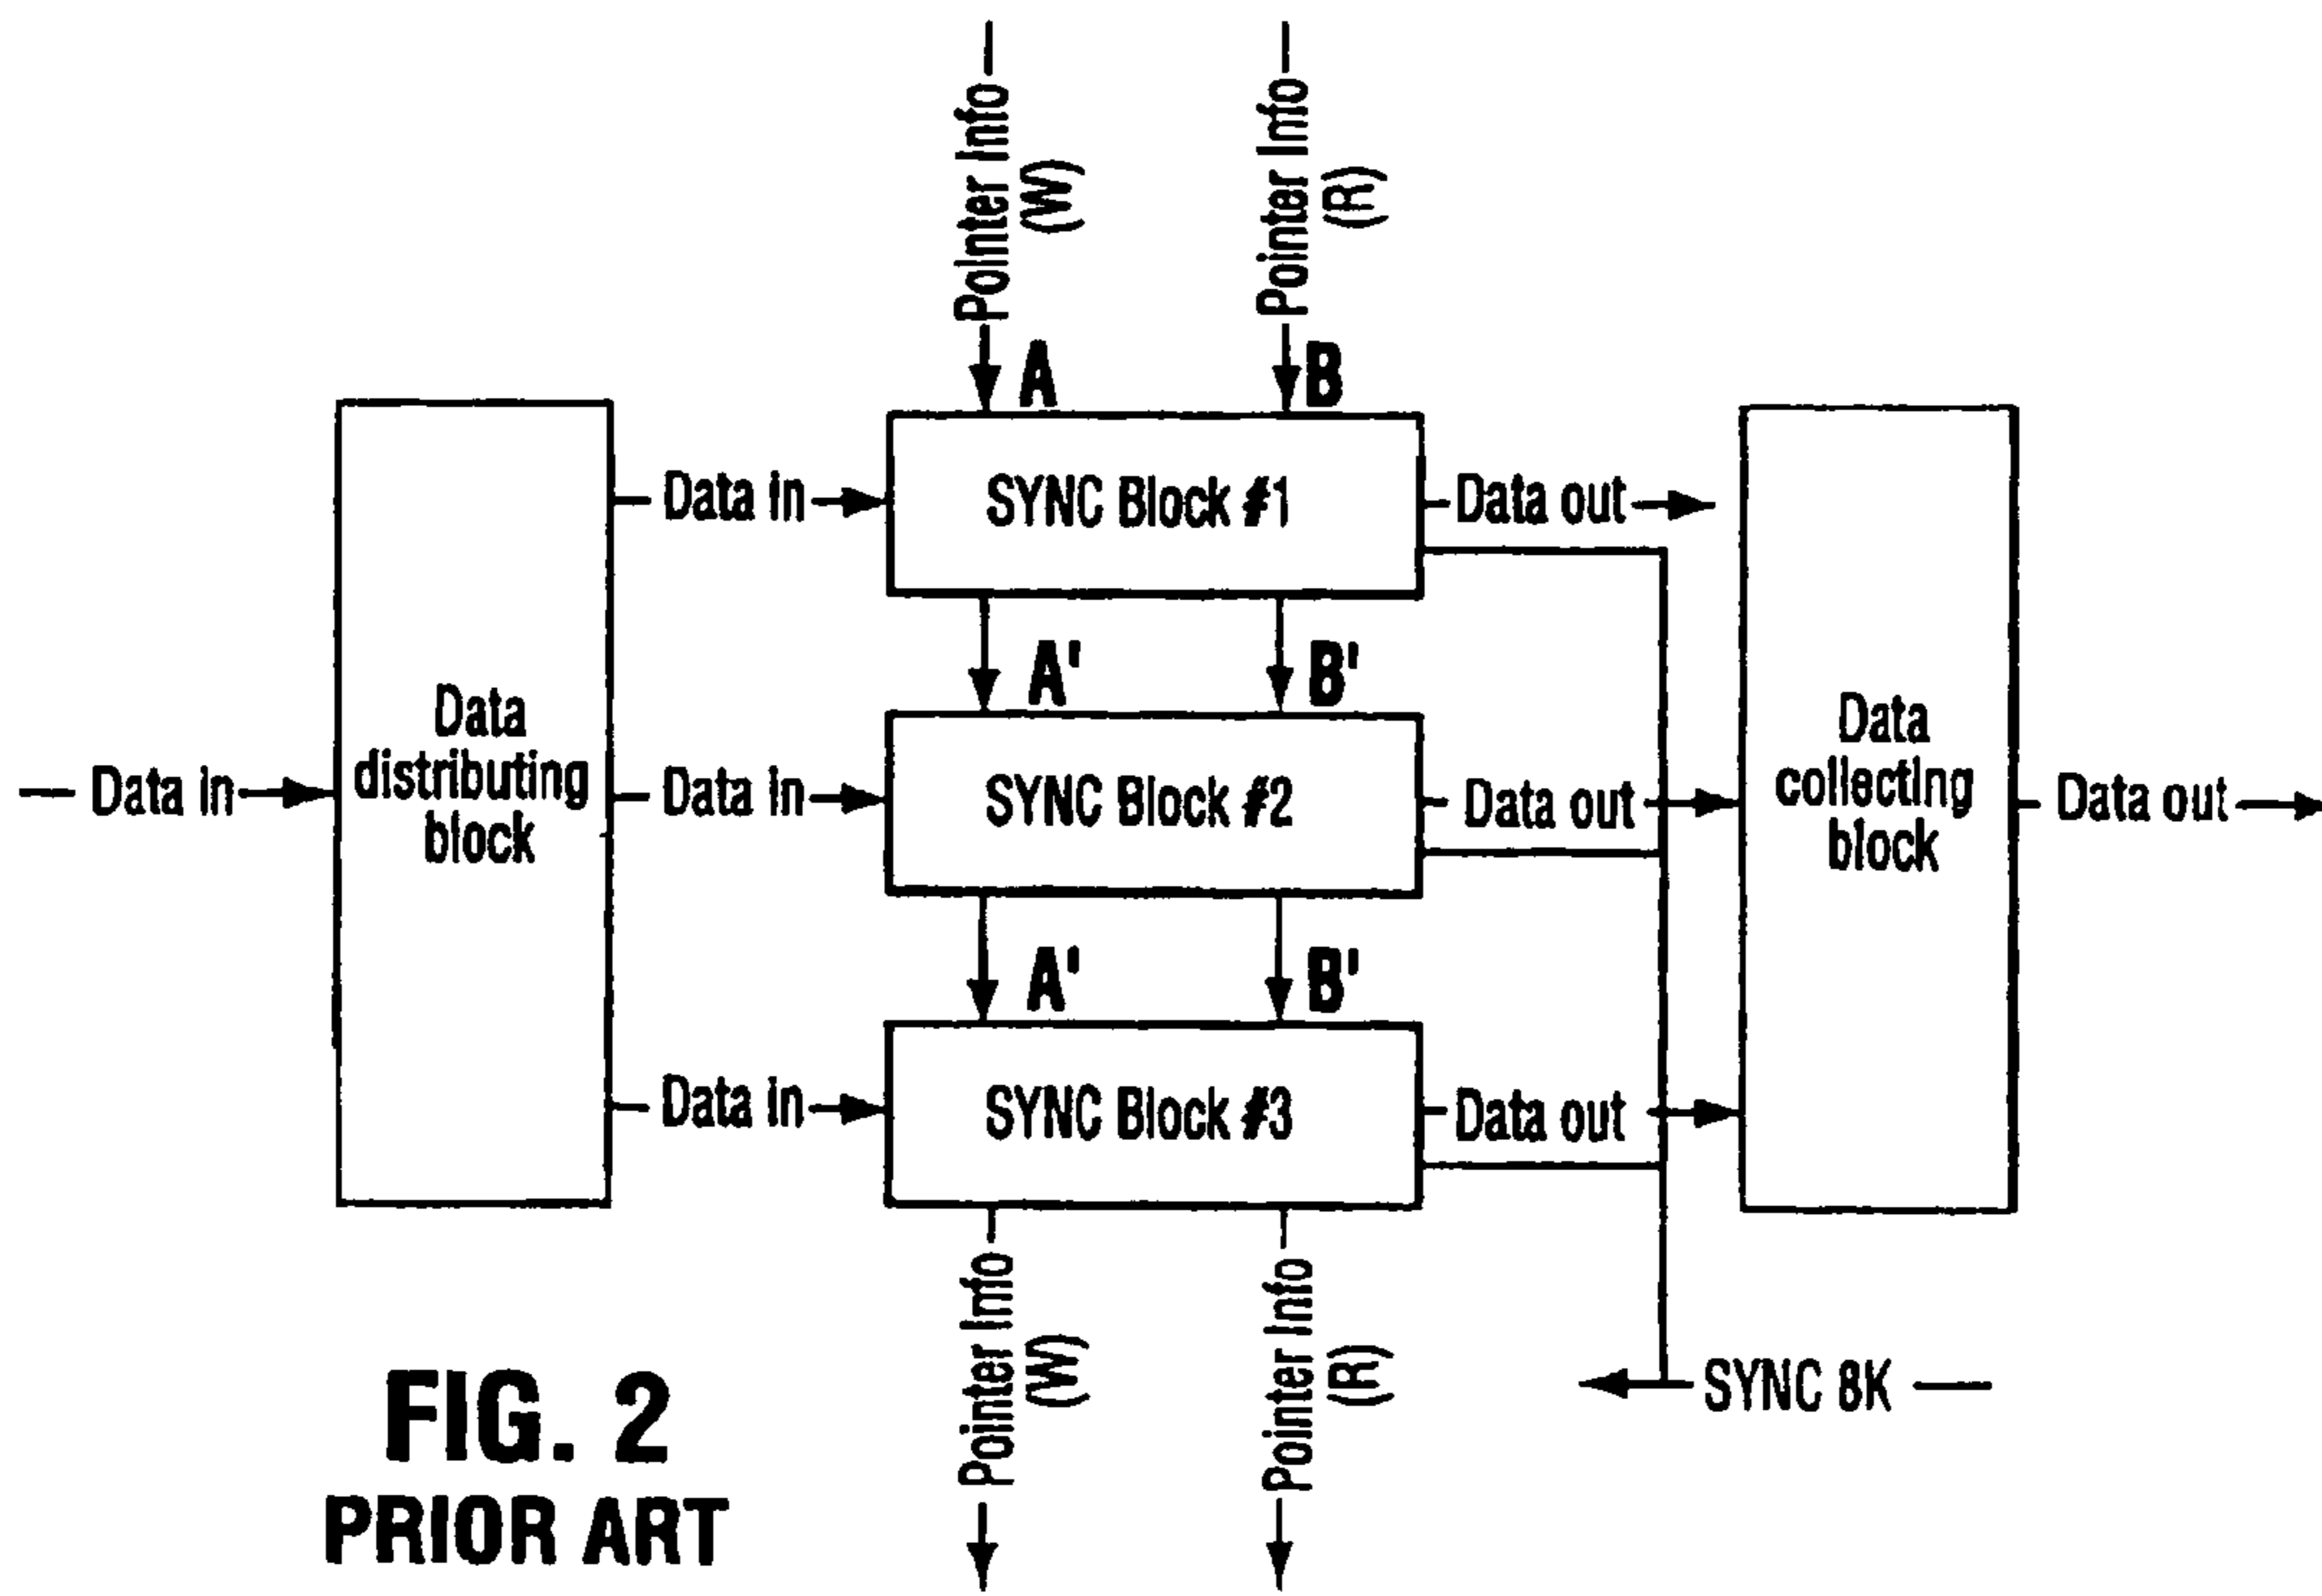 Pointer Info
(W)
Pointer Info
(R)
A
B
Data in
SYNC Block #1
Data out
A'
B'
Data in
Data
distributing
block
Data in
SYNC Block #2
Data out
Data
collecting
block
Data out
A'
B'
Data in
SYNC Block #3
Data out
Pointer Info
(W)
Pointer Info
(R)
SYNC 8K
FIG. 2
PRIOR ART